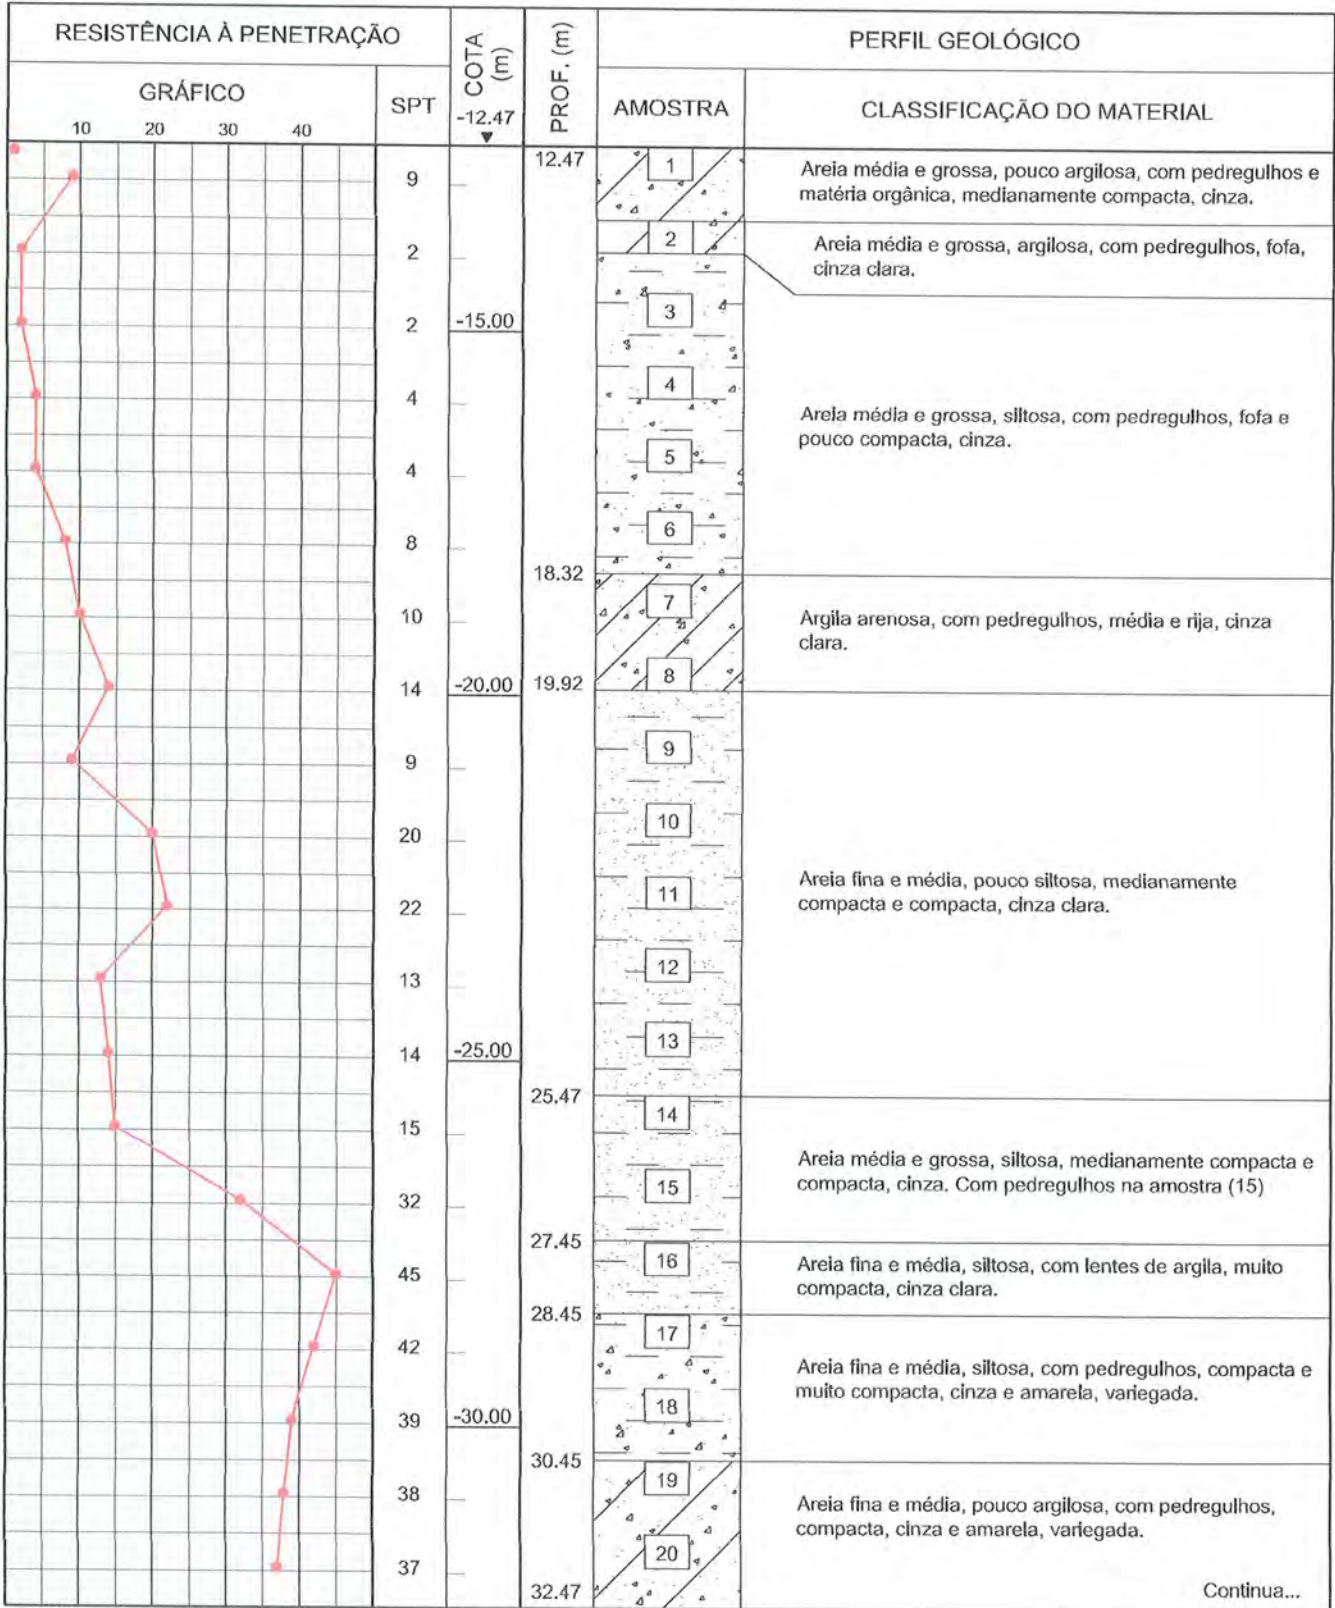 RESISTÊNCIA À PENETRAÇÃO
COTA (m)
-12.47
PROF. (m)
PERFIL GEOLÓGICO
GRÁFICO
SPT
AMOSTRA
CLASSIFICAÇÃO DO MATERIAL
10 20 30 40
12.47
1
Areia média e grossa, pouco argilosa, com pedregulhos e
matéria orgânica, medianamente compacta, cinza.
9
2
2
Areia média e grossa, argilosa, com pedregulhos, fofa,
cinza clara.
3
2
-15.00
4
4
Areia média e grossa, siltosa, com pedregulhos, fofa e
pouco compacta, cinza.
5
4
6
8
18.32
7
10
Argila arenosa, com pedregulhos, média e rija, cinza
clara.
8
14
-20.00
19.92
9
9
10
20
11
22
Areia fina e média, pouco siltosa, medianamente
compacta e compacta, cinza clara.
12
13
13
14
-25.00
25.47
14
15
Areia média e grossa, siltosa, medianamente compacta e
compacta, cinza. Com pedregulhos na amostra (15)
15
32
27.45
16
45
Areia fina e média, siltosa, com lentes de argila, muito
compacta, cinza clara.
28.45
17
42
Areia fina e média, siltosa, com pedregulhos, compacta e
muito compacta, cinza e amarela, variegada.
18
39
-30.00
30.45
19
38
Areia fina e média, pouco argilosa, com pedregulhos,
compacta, cinza e amarela, variegada.
20
37
32.47
Continua...